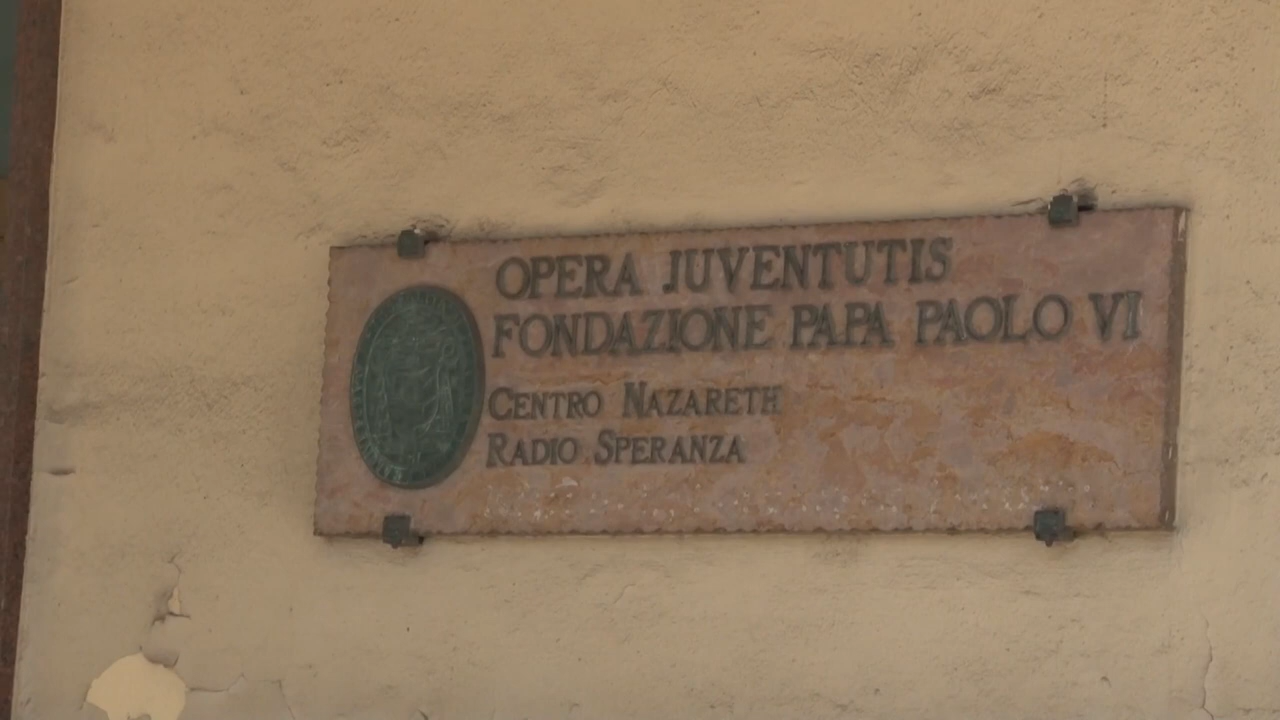 OPERA JUVENTUTIS
FONDAZIONE PAPA PAOLO VI
CENTRO NAZARETH
RADIO SPERANZA